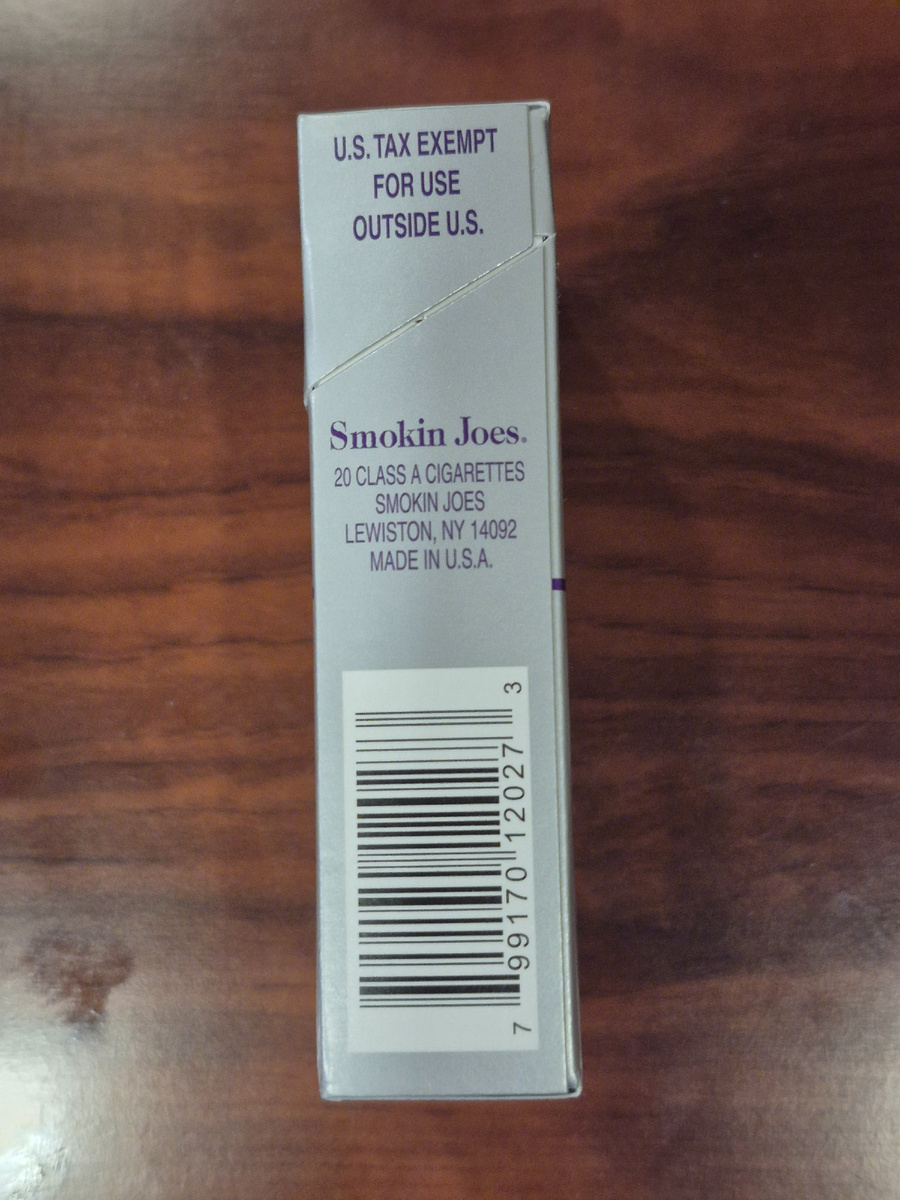 U.S. TAX EXEMPT
FOR USE
OUTSIDE U.S.
Smokin Joes®
20 CLASS A CIGARETTES
SMOKIN JOES
LEWISTON, NY 14092
MADE IN U.S.A.
7 99170 12027 3